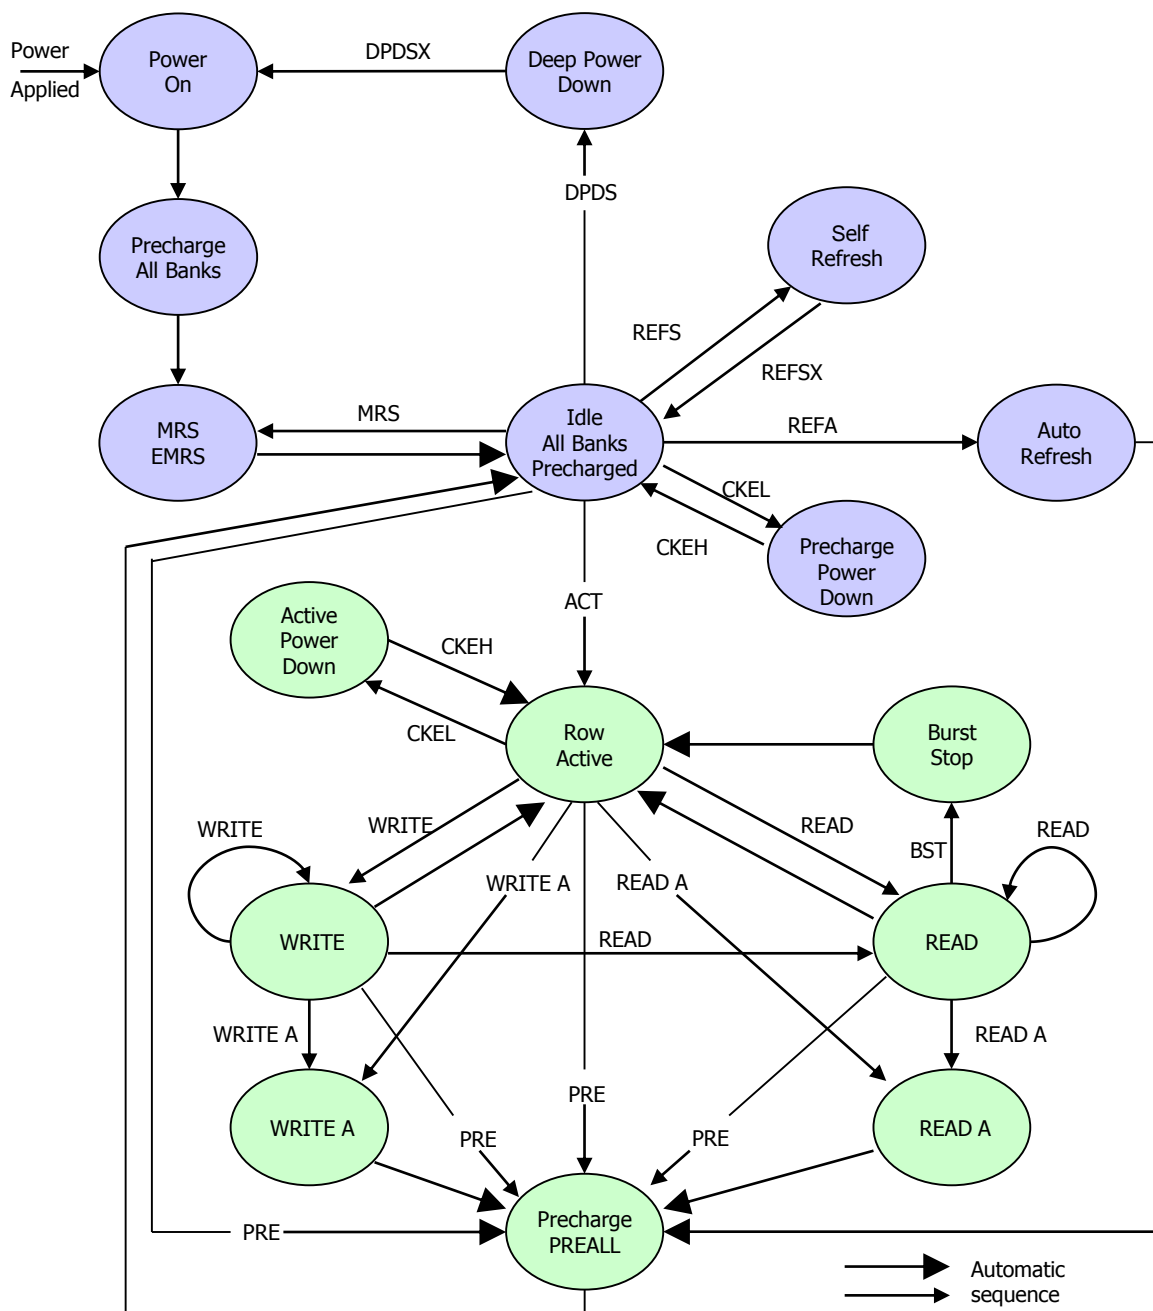 Power
Applied
Power
On
DPDSX
Deep Power
Down
DPDS
Precharge
All Banks
Self
Refresh
REFS
REFSX
MRS
EMRS
MRS
Idle
All Banks
Precharged
REFA
Auto
Refresh
CKEL
CKEH
Precharge
Power
Down
ACT
Active
Power
Down
CKEH
CKEL
Row
Active
Burst
Stop
WRITE
WRITE
READ
BST
READ
WRITE A
READ A
WRITE
READ
READ
WRITE A
READ A
WRITE A
PRE
PRE
PRE
READ A
PRE
Precharge
PREALL
Automatic
sequence